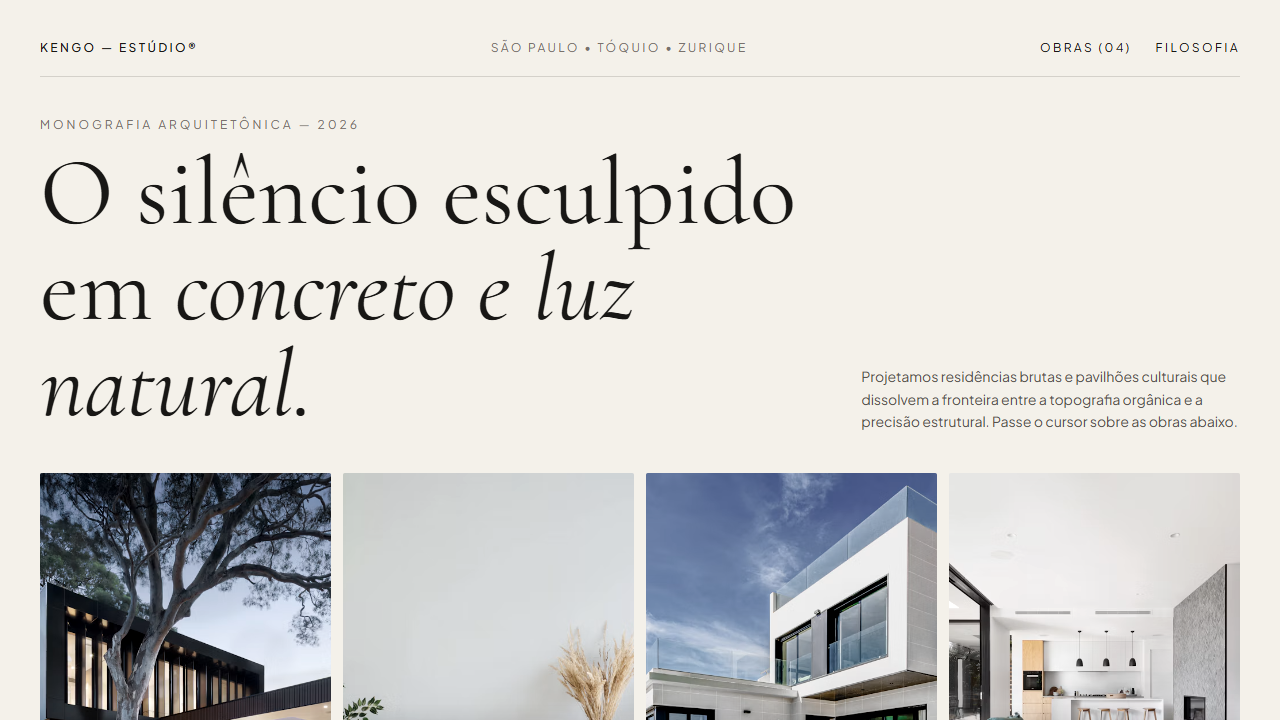 KENGO — ESTÚDIO®
SÃO PAULO • TÓQUIO • ZURIQUE
OBRAS (04)
FILOSOFIA
MONOGRAFIA ARQUITETÔNICA — 2026
O silêncio esculpido
em concreto e luz
natural.
Projetamos residências brutas e pavilhões culturais que
dissolvem a fronteira entre a topografia orgânica e a
precisão estrutural. Passe o cursor sobre as obras abaixo.